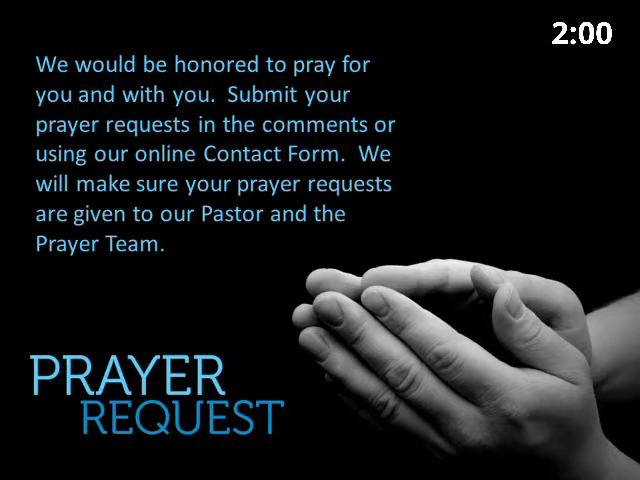 2:00
We would be honored to pray for
you and with you.  Submit your
prayer requests in the comments or
using our online Contact Form.  We
will make sure your prayer requests
are given to our Pastor and the
Prayer Team.
PRAYER
REQUEST